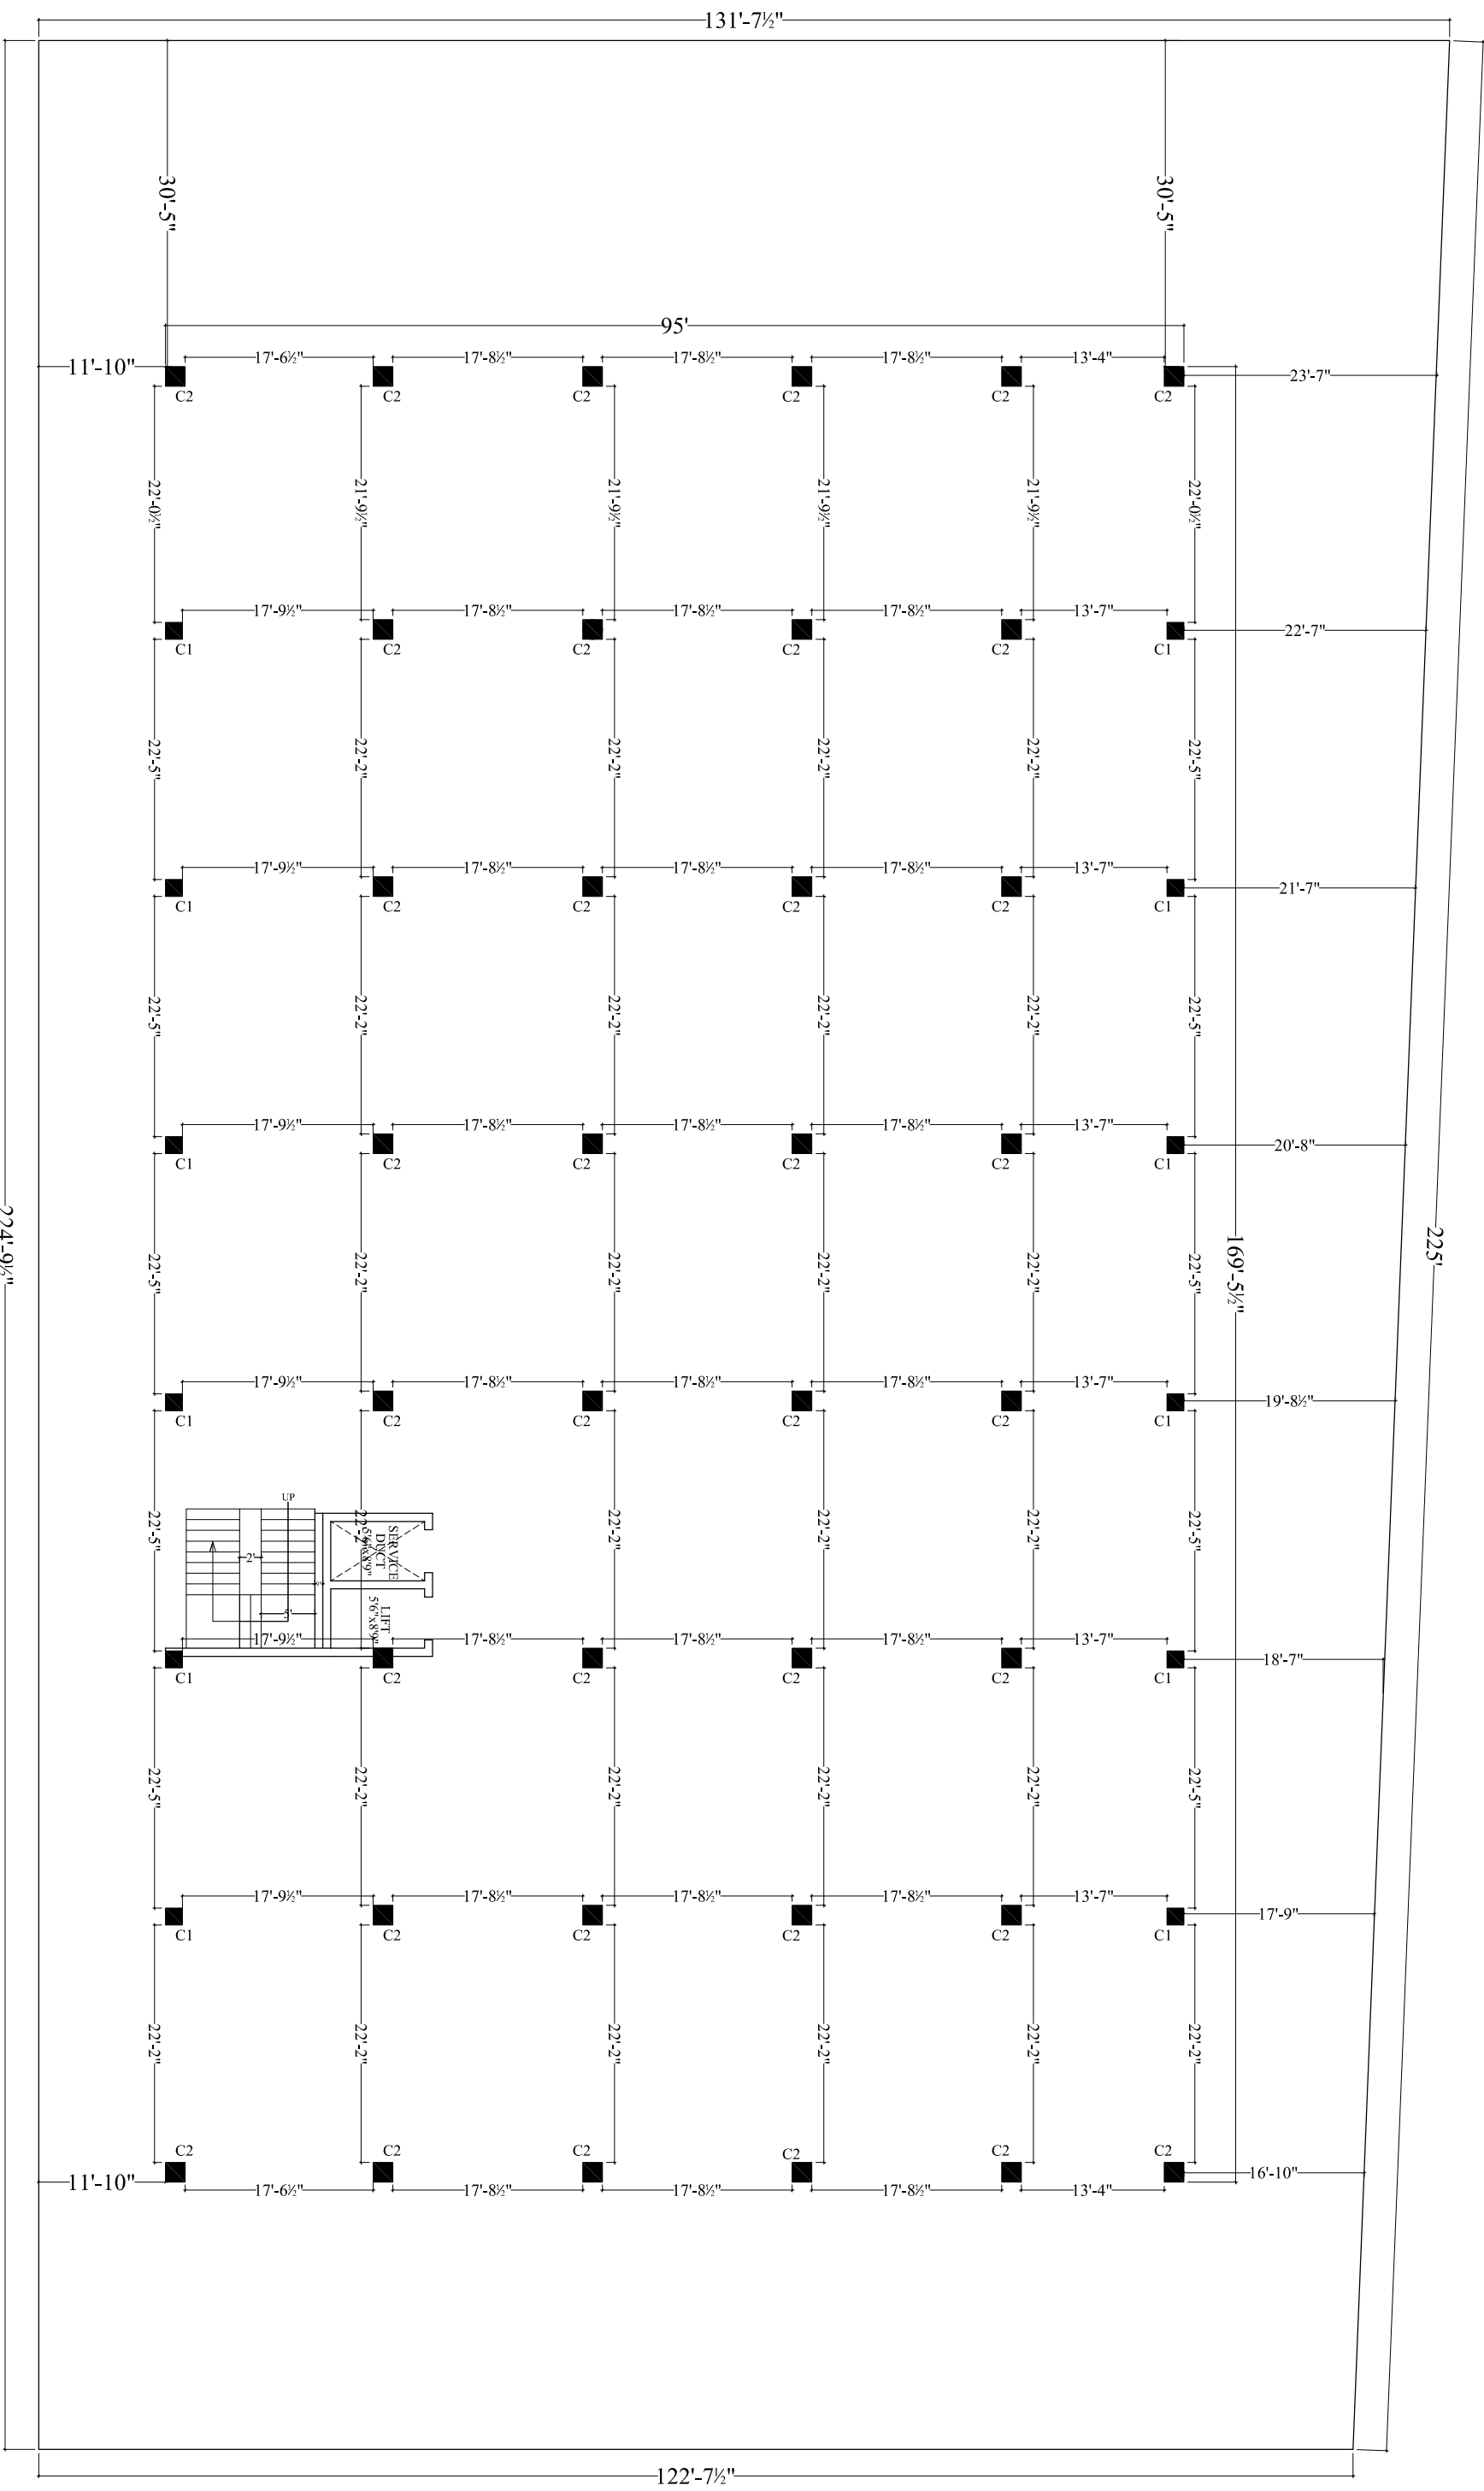 131'-7½"
30'-5"
30'-5"
95'
11'-10"
17'-6½"
17'-8½"
17'-8½"
17'-8½"
13'-4"
23'-7"
C2
C2
C2
C2
C2
C2
22'-0½"
21'-9½"
21'-9½"
21'-9½"
21'-9½"
22'-0½"
17'-9½"
17'-8½"
17'-8½"
17'-8½"
13'-7"
22'-7"
C1
C2
C2
C2
C2
C1
22'-5"
22'-2"
22'-2"
22'-2"
22'-2"
22'-5"
17'-9½"
17'-8½"
17'-8½"
17'-8½"
13'-7"
21'-7"
C1
C2
C2
C2
C2
C1
22'-5"
22'-2"
22'-2"
22'-2"
22'-2"
22'-5"
17'-9½"
17'-8½"
17'-8½"
17'-8½"
13'-7"
20'-8"
C1
C2
C2
C2
C2
C1
224'-9½"
22'-5"
22'-2"
22'-2"
22'-2"
22'-2"
22'-5"
169'-5½"
225'
17'-9½"
17'-8½"
17'-8½"
17'-8½"
13'-7"
19'-8½"
C1
C2
C2
C2
C2
C1
22'-5"
22'-2"
22'-2"
22'-2"
22'-2"
22'-5"
UP
2'
5'
SERVICE
DUCT
5'6"x8'9"
LIFT
5'6"x8'9"
17'-9½"
17'-8½"
17'-8½"
17'-8½"
13'-7"
18'-7"
C1
C2
C2
C2
C2
C1
22'-5"
22'-2"
22'-2"
22'-2"
22'-2"
22'-5"
17'-9½"
17'-8½"
17'-8½"
17'-8½"
13'-7"
17'-9"
C1
C2
C2
C2
C2
C1
22'-2"
22'-2"
22'-2"
22'-2"
22'-2"
22'-2"
C2
C2
C2
C2
C2
C2
11'-10"
17'-6½"
17'-8½"
17'-8½"
17'-8½"
13'-4"
16'-10"
122'-7½"